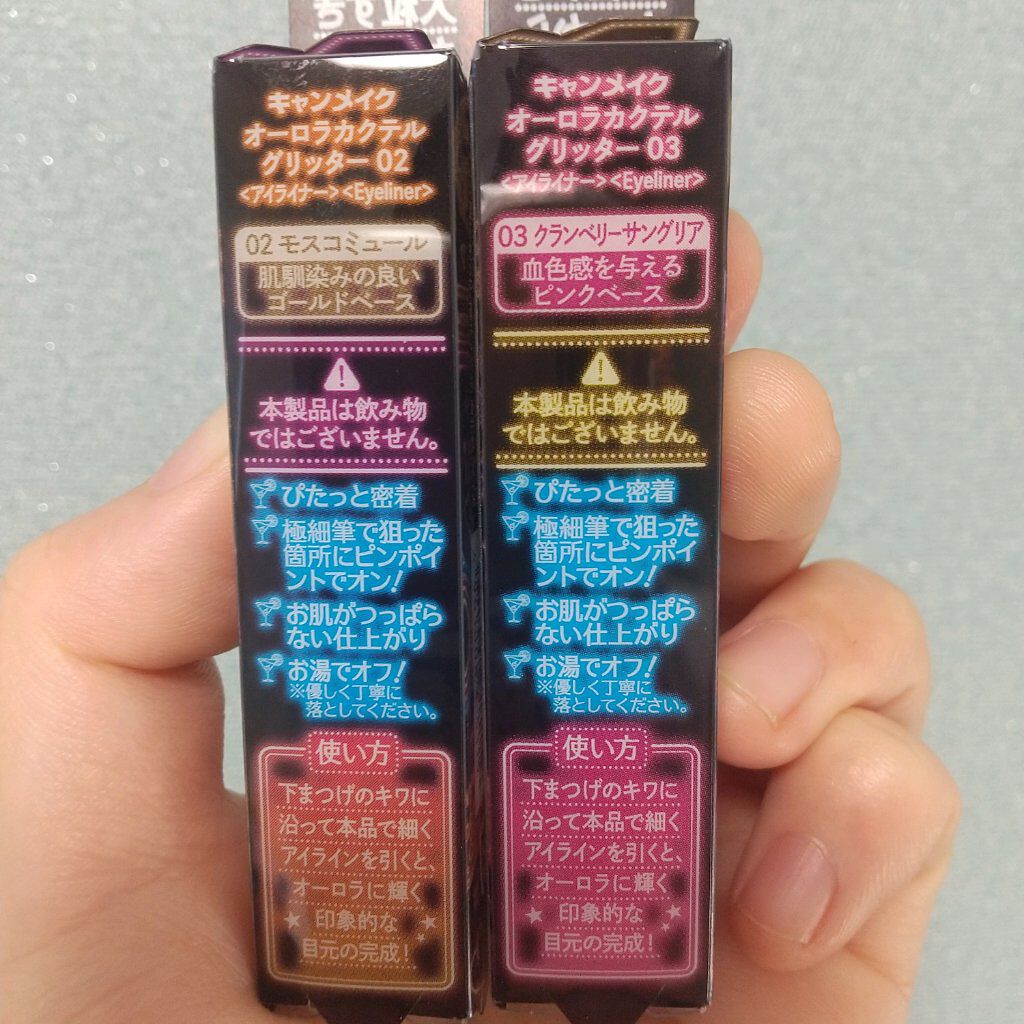 キャンメイク
オーロラカクテル
グリッター 02
<アイライナー><Eyeliner>
02 モスコミュール
肌馴染みの良い
ゴールドベース
本製品は飲み物
ではございません。
ぴたっと密着
極細筆で狙った
箇所にピンポイ
ントでオン!
お肌がつっぱら
ない仕上がり
お湯でオフ!
※優しく丁寧に
落としてください。
使い方
下まつげのキワに
沿って本品で細く
アイラインを引くと、
オーロラに輝く
印象的な
目元の完成!
キャンメイク
オーロラカクテル
グリッター 03
<アイライナー><Eyeliner>
03 クランベリーサングリア
血色感を与える
ピンクベース
本製品は飲み物
ではございません。
ぴたっと密着
極細筆で狙った
箇所にピンポイ
ントでオン!
お肌がつっぱら
ない仕上がり
お湯でオフ!
※優しく丁寧に
落としてください。
使い方
下まつげのキワに
沿って本品で細く
アイラインを引くと、
オーロラに輝く
印象的な
目元の完成!